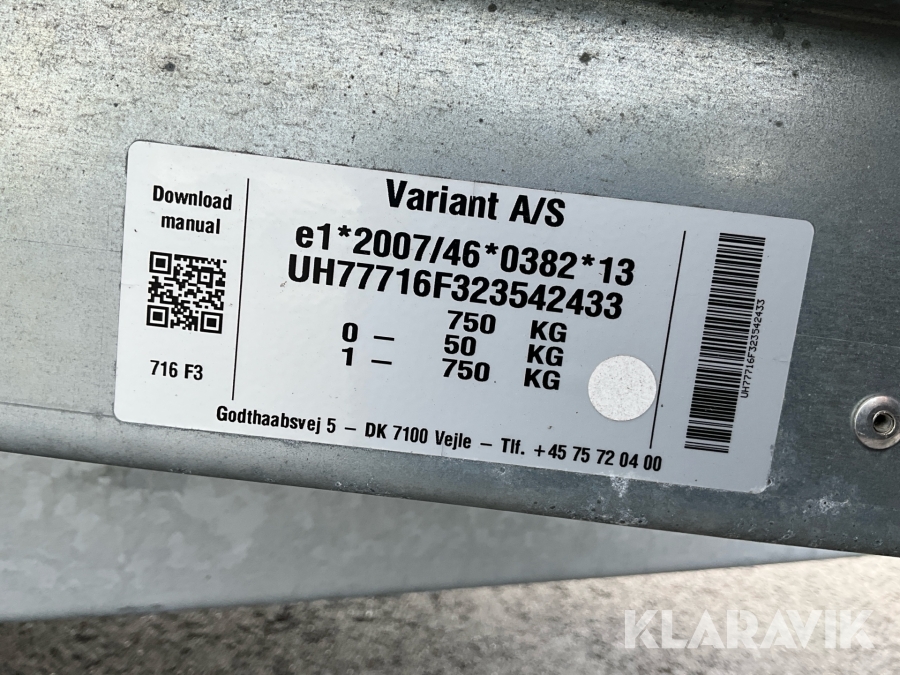 Download
manual
716 F3
Variant A/S
e1*2007/46*0382*13
UH77716F323542433
750 KG
0 – 50 KG
1 – 750 KG
Godthaabsvej 5 – DK 7100 Vejle – Tlf. +45 75 72 04 00
UH77716F323542433
KLARAVIK